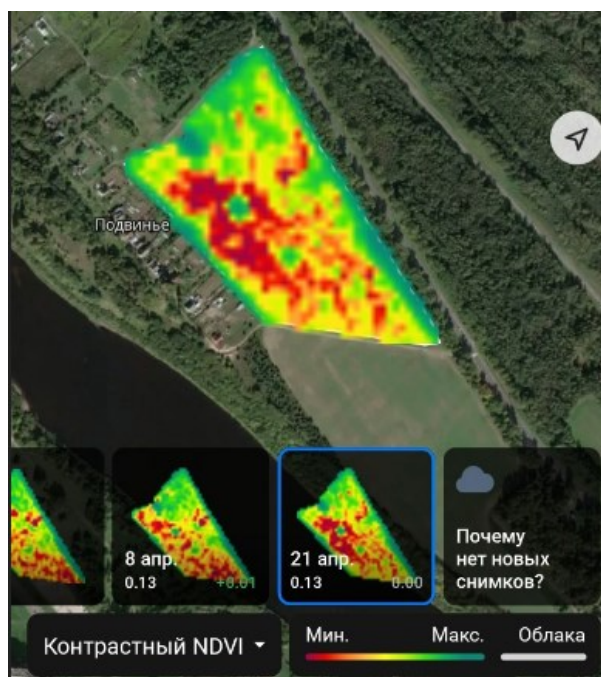 Подвинье
8 апр.
0.13 +0.01
21 апр.
0.13 0.00
Почему
нет новых
снимков?
Контрастный NDVI
Мин. Макс. Облака